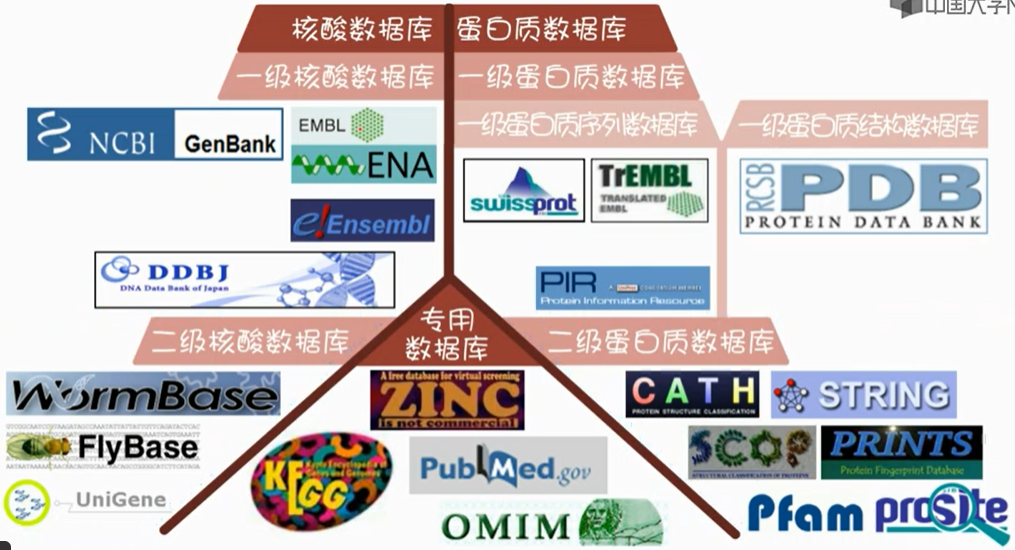 中国大学
核酸数据库 蛋白质数据库
一级核酸数据库 一级蛋白质数据库
一级蛋白质序列数据库 一级蛋白质结构数据库
NCBI GenBank
EMBL
ENA
e!Ensembl
DDBJ
DNA Data Bank of Japan
swissprot
TrEMBL
TRANSLATED
EMBL
PIR
Protein Information Resource
RCSB
PDB
PROTEIN DATA BANK
二级核酸数据库
专用
数据库
二级蛋白质数据库
WormBase
FlyBase
UniGene
A free database for virtual screening
ZINC
is not commercial
KEGG
Kyoto Encyclopedia of
Genes and Genomes
PubMed.gov
OMIM
CATH
PROTEIN STRUCTURE CLASSIFICATION
STRING
SCOP
STRUCTURAL CLASSIFICATION OF PROTEINS
PRINTS
Protein Fingerprint Database
Pfam
proSite